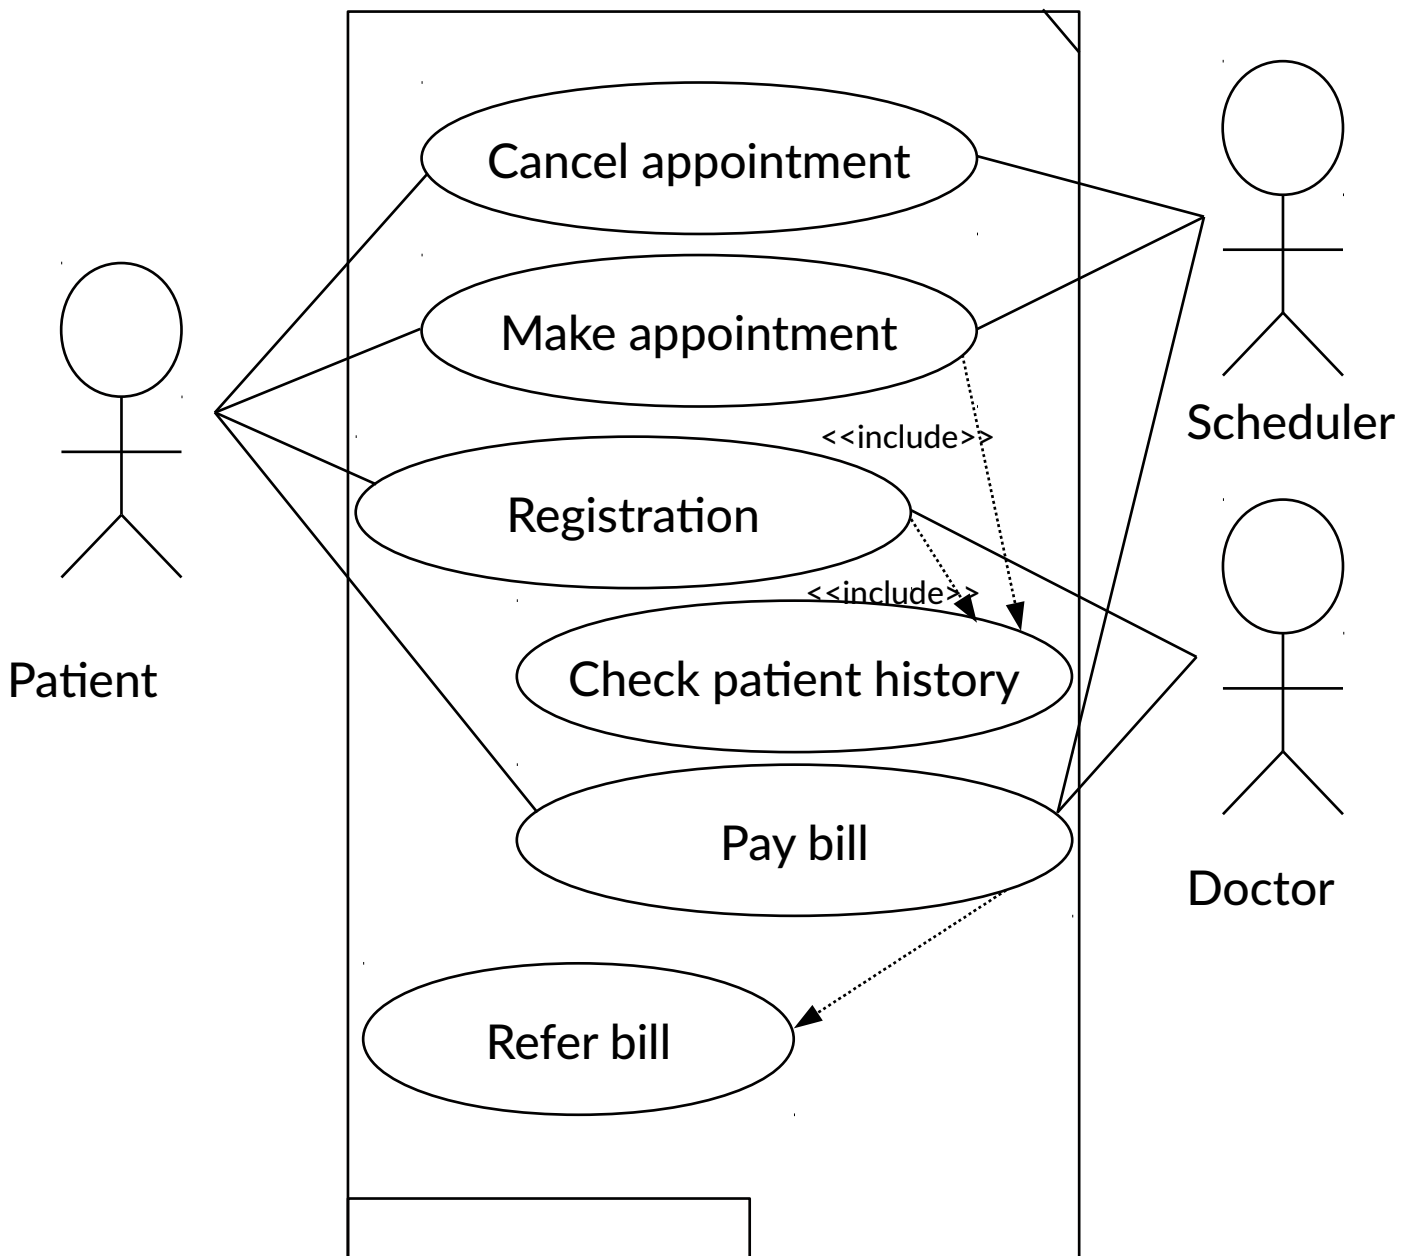 Cancel appointment
Make appointment
Scheduler
<<include>>
Registration
<<include>>
Patient
Check patient history
Pay bill
Doctor
Refer bill